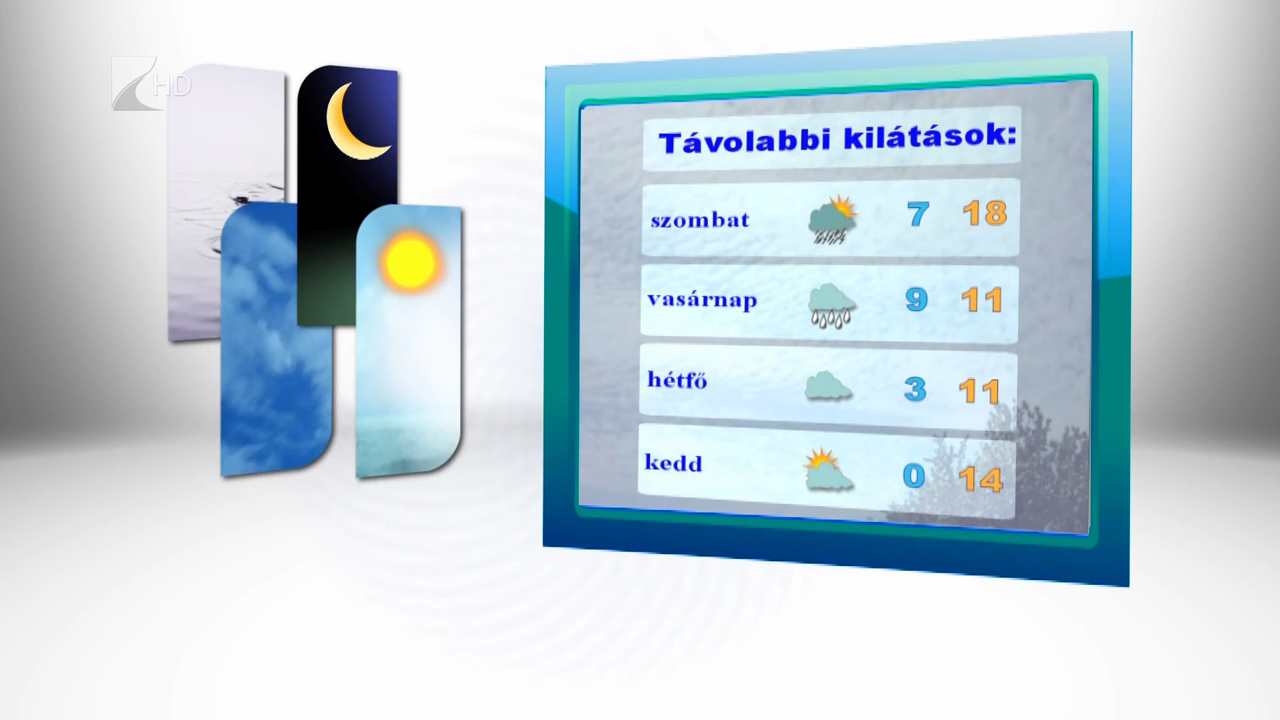 HD
Távolabbi kilátások:
szombat 7 18
vasárnap 9 11
hétfő 3 11
kedd 0 14